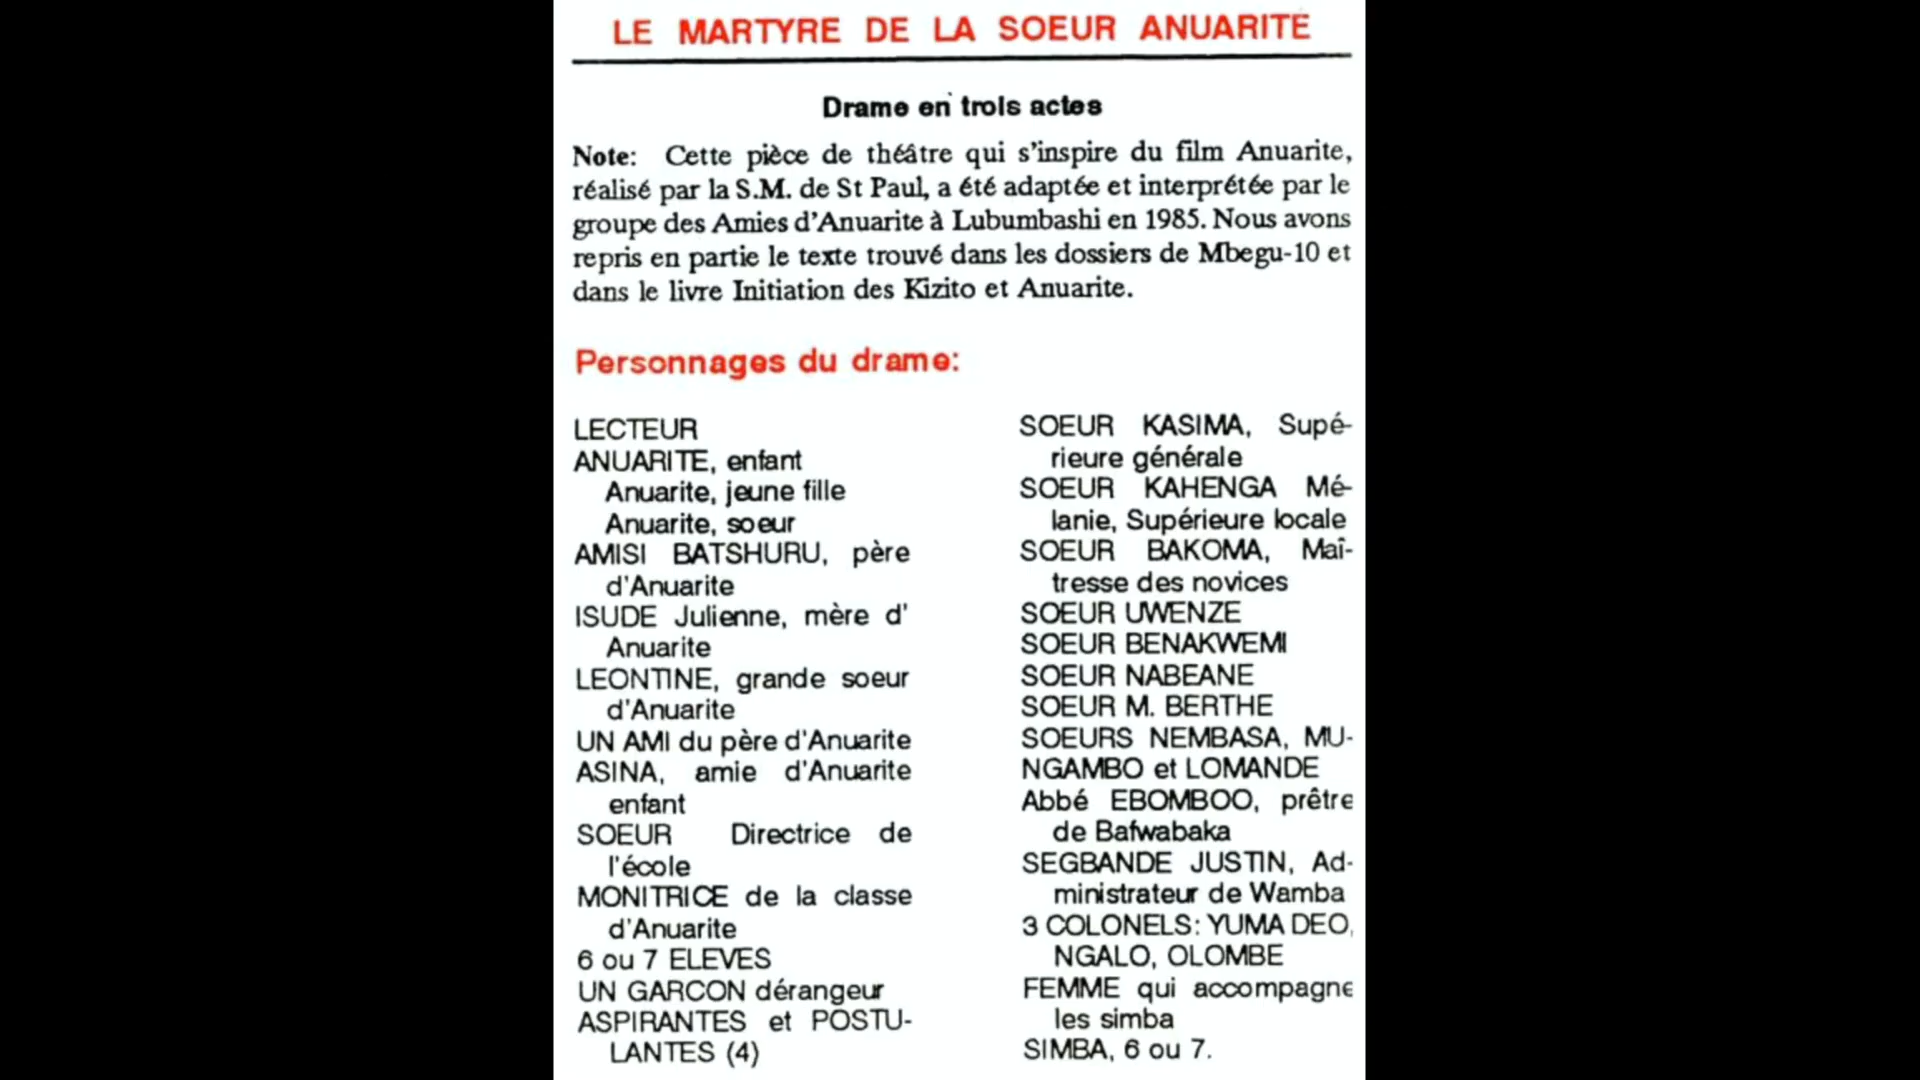 LE MARTYRE DE LA SOEUR ANUARITE
Drame en trois actes
Note: Cette pièce de théâtre qui s'inspire du film Anuarite,
réalisé par la S.M. de St Paul, a été adaptée et interprétée par le
groupe des Amies d'Anuarite à Lubumbashi en 1985. Nous avons
repris en partie le texte trouvé dans les dossiers de Mbegu-10 et
dans le livre Initiation des Kizito et Anuarite.
Personnages du drame:
LECTEUR
ANUARITE, enfant
Anuarite, jeune fille
Anuarite, soeur
AMISI BATSHURU, père
d'Anuarite
ISUDE Julienne, mère d'
Anuarite
LEONTINE, grande soeur
d'Anuarite
UN AMI du père d'Anuarite
ASINA, amie d'Anuarite
enfant
SOEUR Directrice de
l'école
MONITRICE de la classe
d'Anuarite
6 ou 7 ELEVES
UN GARCON dérangeur
ASPIRANTES et POSTU-
LANTES (4)
SOEUR KASIMA, Supé-
rieure générale
SOEUR KAHENGA Mé-
lanie, Supérieure locale
SOEUR BAKOMA, Maî-
tresse des novices
SOEUR UWENZE
SOEUR BENAKWEMI
SOEUR NABEANE
SOEUR M. BERTHE
SOEURS NEMBASA, MU-
NGAMBO et LOMANDE
Abbé EBOMBOO, prêtre
de Bafwabaka
SEGBANDE JUSTIN, Ad-
ministrateur de Wamba
3 COLONELS: YUMA DEO,
NGALO, OLOMBE
FEMME qui accompagne
les simba
SIMBA, 6 ou 7.